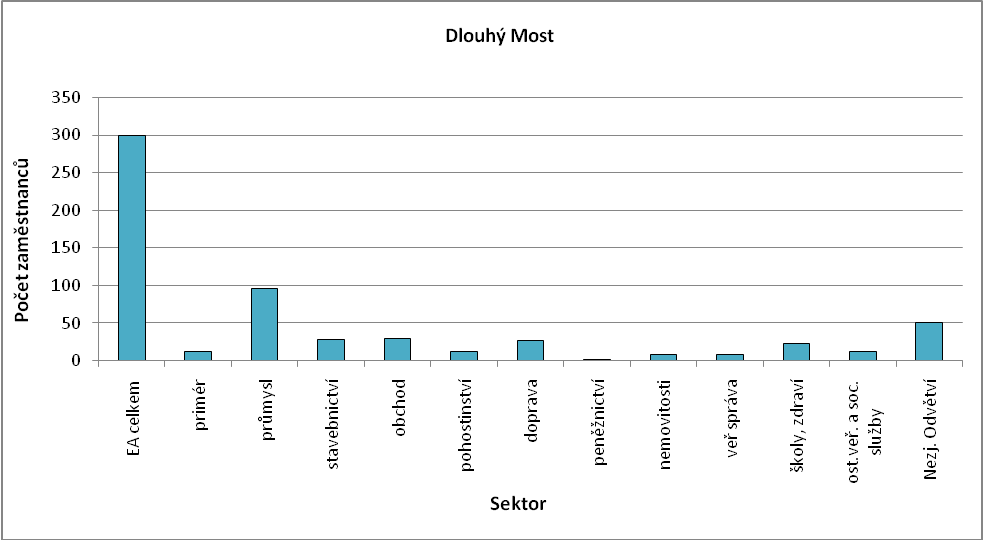 Dlouhý Most
350
300
250
200
150
100
50
0
Počet zaměstnanců
EA celkem
primér
průmysl
stavebnictví
obchod
pohostinství
doprava
peněžnictví
nemovitosti
veř správa
školy, zdraví
ost.veř. a soc.
služby
Nezj. Odvětví
Sektor